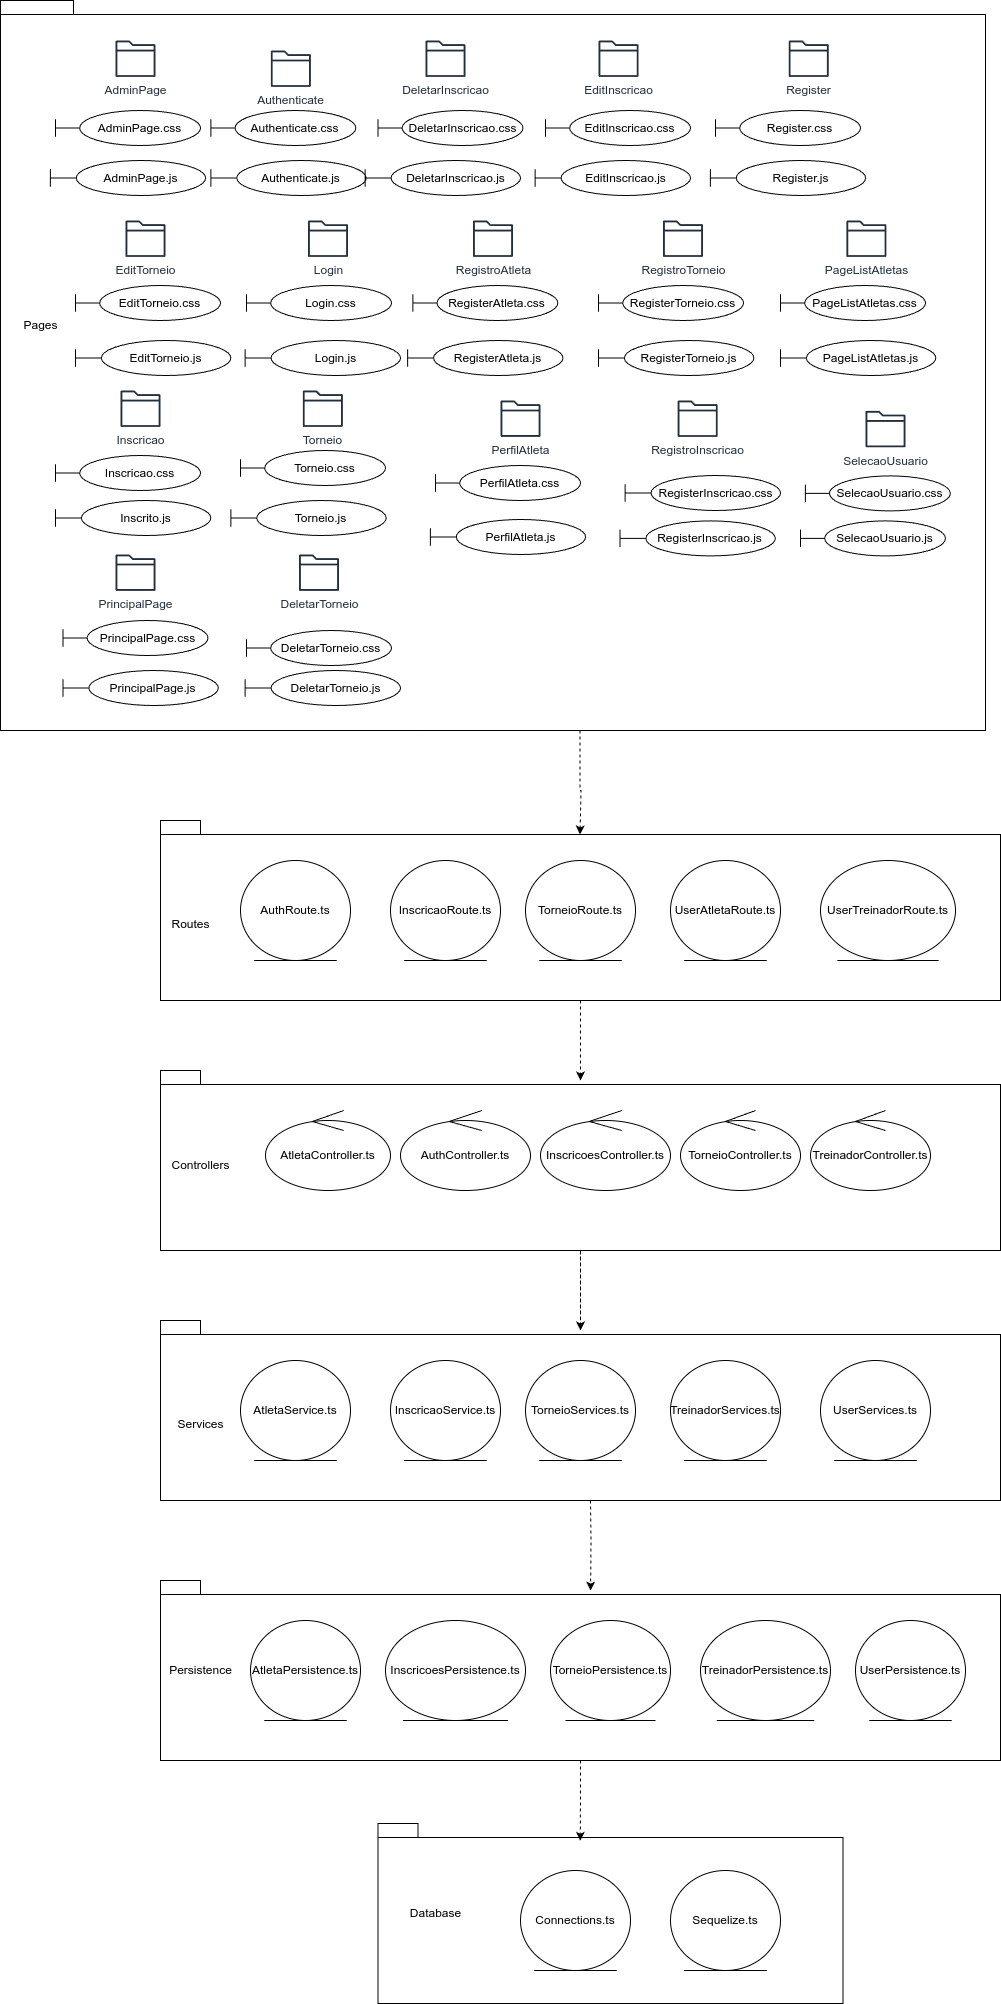 AdminPage
Authenticate
DeletarInscricao
EditInscricao
Register
AdminPage.css
Authenticate.css
DeletarInscricao.css
EditInscricao.css
Register.css
AdminPage.js
Authenticate.js
DeletarInscricao.js
EditInscricao.js
Register.js
EditTorneio
Login
RegistroAtleta
RegistroTorneio
PageListAtletas
EditTorneio.css
Login.css
RegisterAtleta.css
RegisterTorneio.css
PageListAtletas.css
Pages
EditTorneio.js
Login.js
RegisterAtleta.js
RegisterTorneio.js
PageListAtletas.js
Inscricao
Torneio
PerfilAtleta
RegistroInscricao
SelecaoUsuario
Inscricao.css
Torneio.css
PerfilAtleta.css
RegisterInscricao.css
SelecaoUsuario.css
Inscrito.js
Torneio.js
PerfilAtleta.js
RegisterInscricao.js
SelecaoUsuario.js
PrincipalPage
DeletarTorneio
PrincipalPage.css
DeletarTorneio.css
PrincipalPage.js
DeletarTorneio.js
Routes
AuthRoute.ts
InscricaoRoute.ts
TorneioRoute.ts
UserAtletaRoute.ts
UserTreinadorRoute.ts
Controllers
AtletaController.ts
AuthController.ts
InscricoesController.ts
TorneioController.ts
TreinadorController.ts
Services
AtletaService.ts
InscricaoService.ts
TorneioServices.ts
TreinadorServices.ts
UserServices.ts
Persistence
AtletaPersistence.ts
InscricoesPersistence.ts
TorneioPersistence.ts
TreinadorPersistence.ts
UserPersistence.ts
Database
Connections.ts
Sequelize.ts